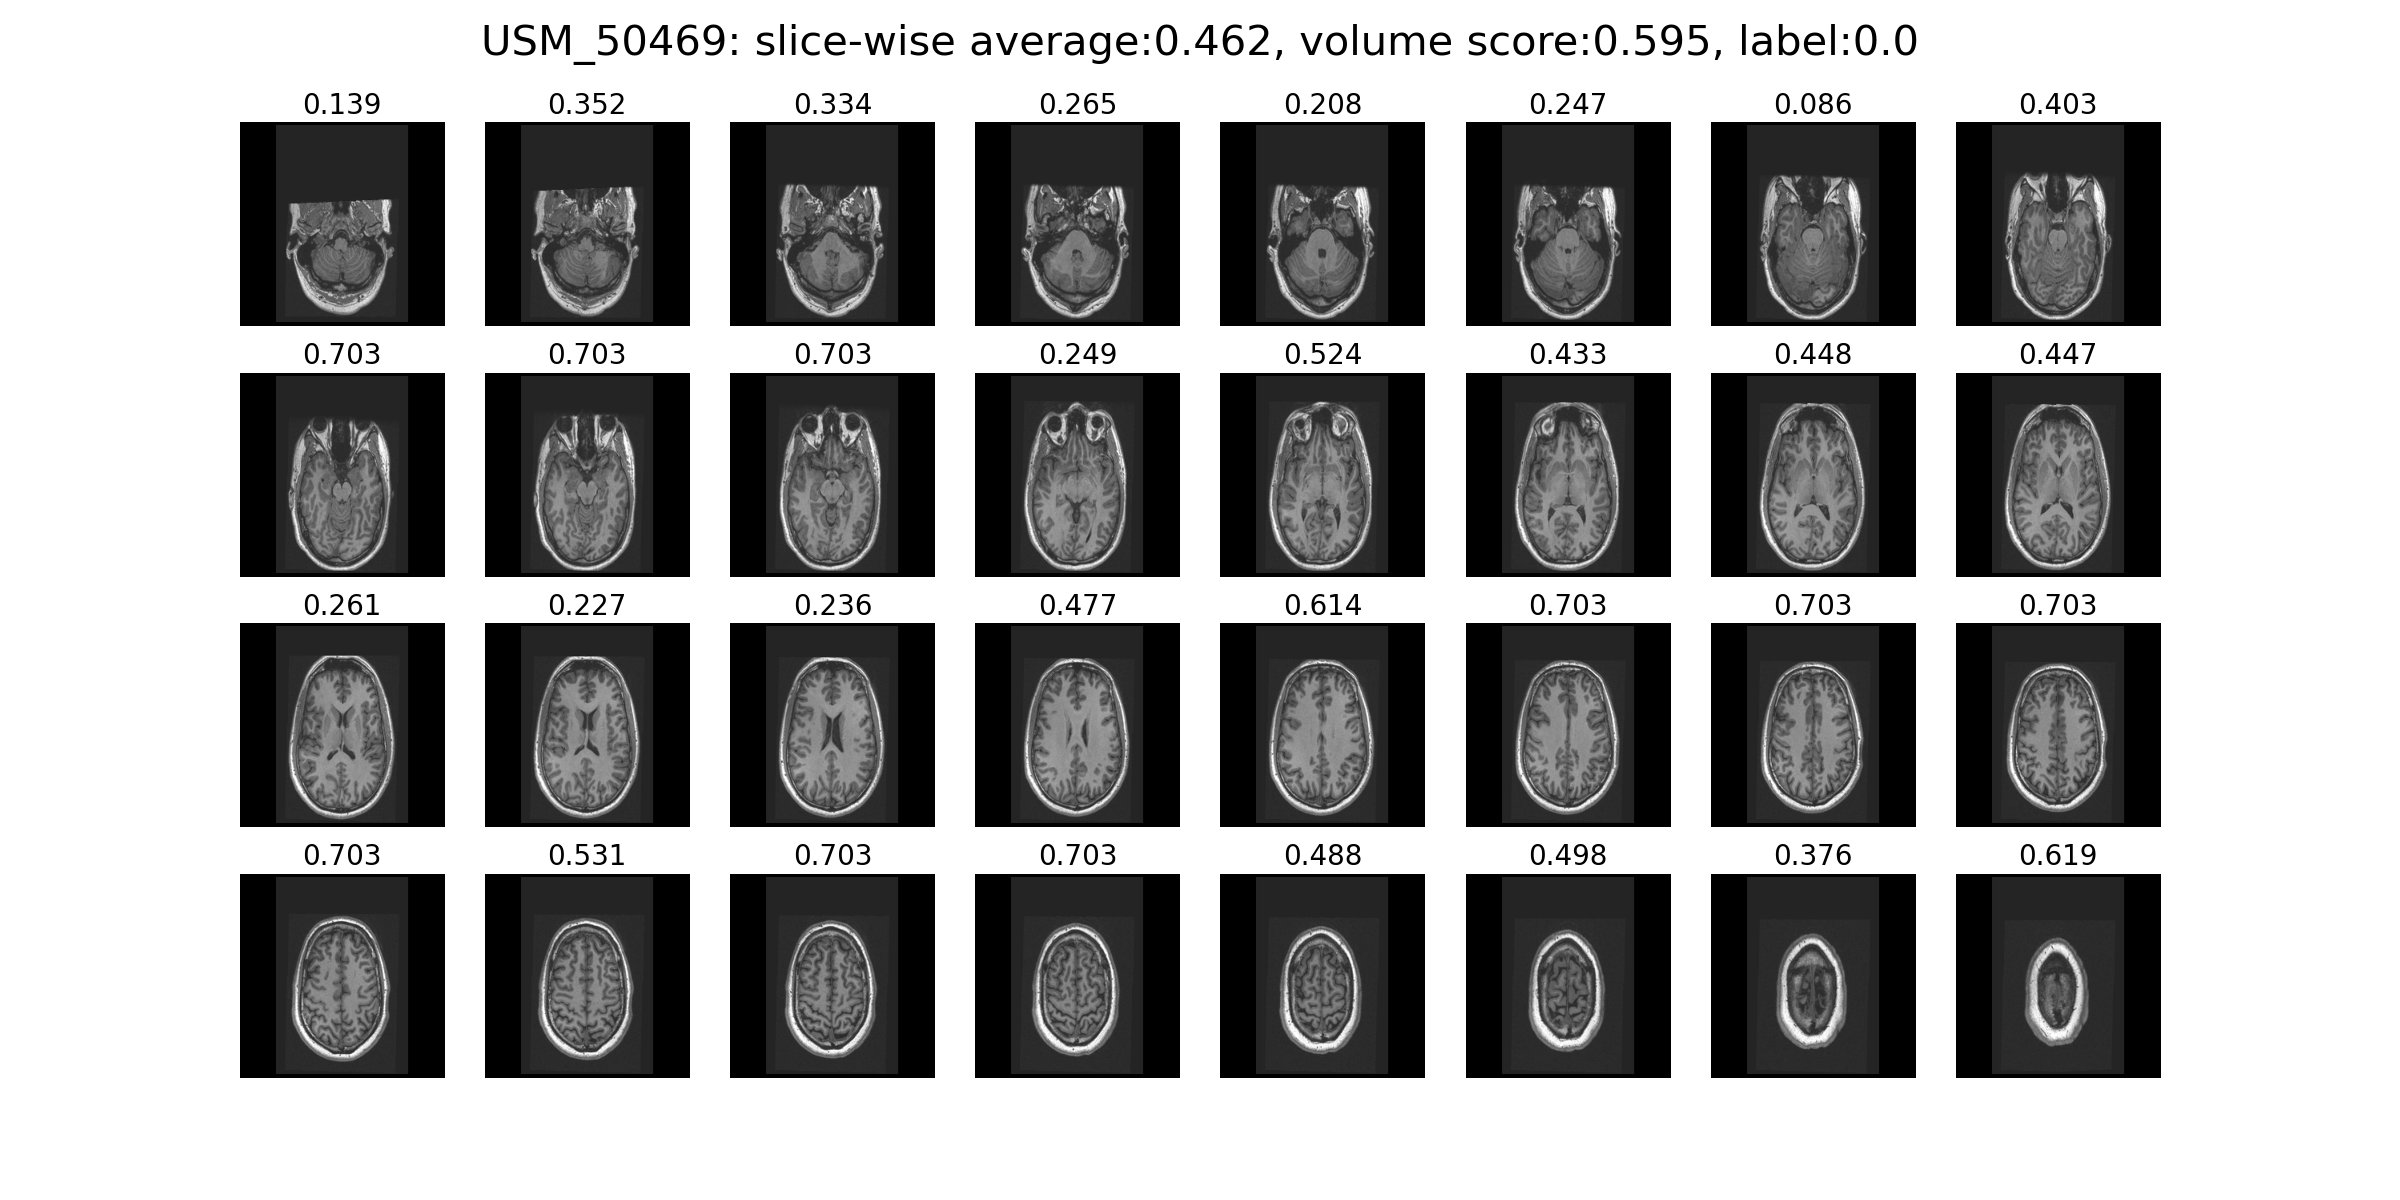 USM_50469: slice-wise average:0.462, volume score:0.595, label:0.0
0.139 0.352 0.334 0.265 0.208 0.247 0.086 0.403
0.703 0.703 0.703 0.249 0.524 0.433 0.448 0.447
0.261 0.227 0.236 0.477 0.614 0.703 0.703 0.703
0.703 0.531 0.703 0.703 0.488 0.498 0.376 0.619